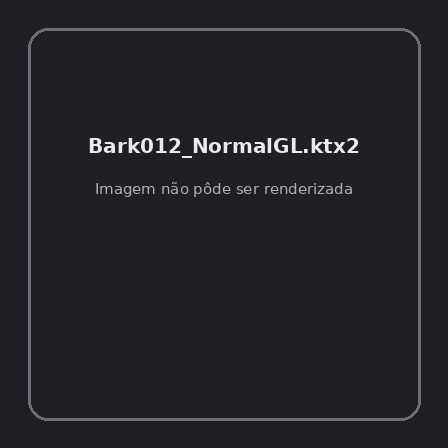 Bark012_NormalGL.ktx2
Imagem não pôde ser renderizada